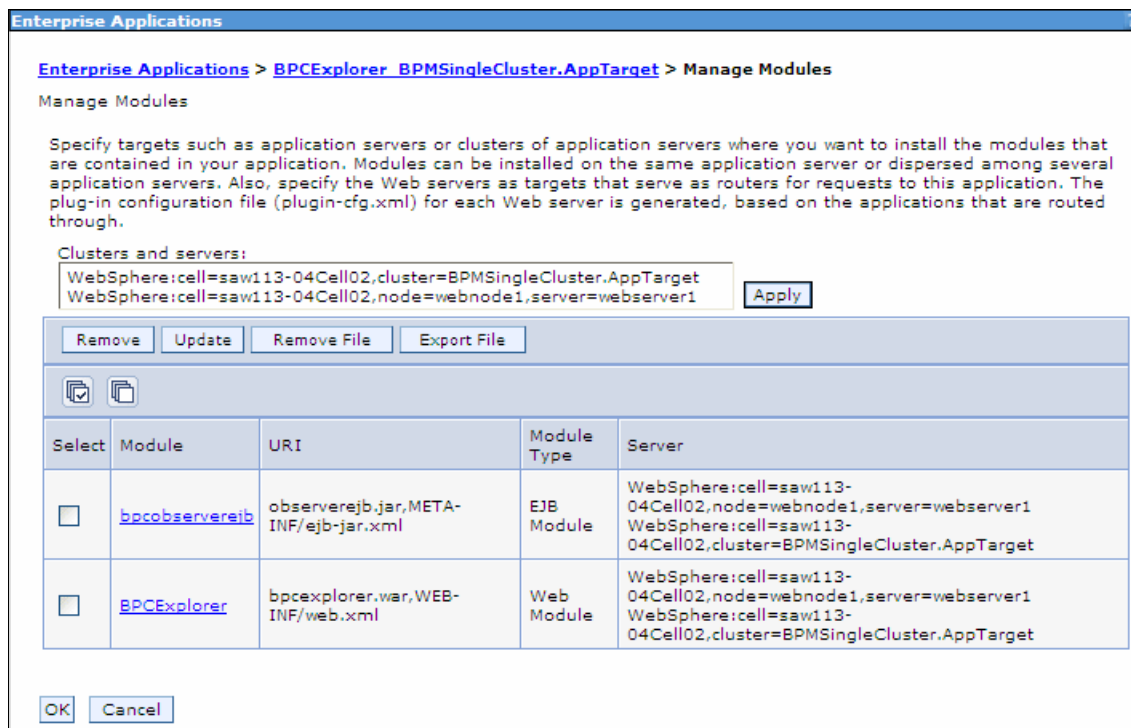 Enterprise Applications
Enterprise Applications > BPCExplorer_BPMSingleCluster.AppTarget > Manage Modules
Manage Modules
Specify targets such as application servers or clusters of application servers where you want to install the modules that
are contained in your application. Modules can be installed on the same application server or dispersed among several
application servers. Also, specify the Web servers as targets that serve as routers for requests to this application. The
plug-in configuration file (plugin-cfg.xml) for each Web server is generated, based on the applications that are routed
through.
Clusters and servers:
WebSphere:cell=saw113-04Cell02,cluster=BPMSingleCluster.AppTarget
WebSphere:cell=saw113-04Cell02,node=webnode1,server=webserver1
Apply
Remove Update Remove File Export File
Select Module URI Module Type Server
bpcobserverejb
observerejb.jar,META-
INF/ejb-jar.xml
EJB
Module
WebSphere:cell=saw113-
04Cell02,node=webnode1,server=webserver1
WebSphere:cell=saw113-
04Cell02,cluster=BPMSingleCluster.AppTarget
BPCExplorer
bpcexplorer.war,WEB-
INF/web.xml
Web
Module
WebSphere:cell=saw113-
04Cell02,node=webnode1,server=webserver1
WebSphere:cell=saw113-
04Cell02,cluster=BPMSingleCluster.AppTarget
OK Cancel